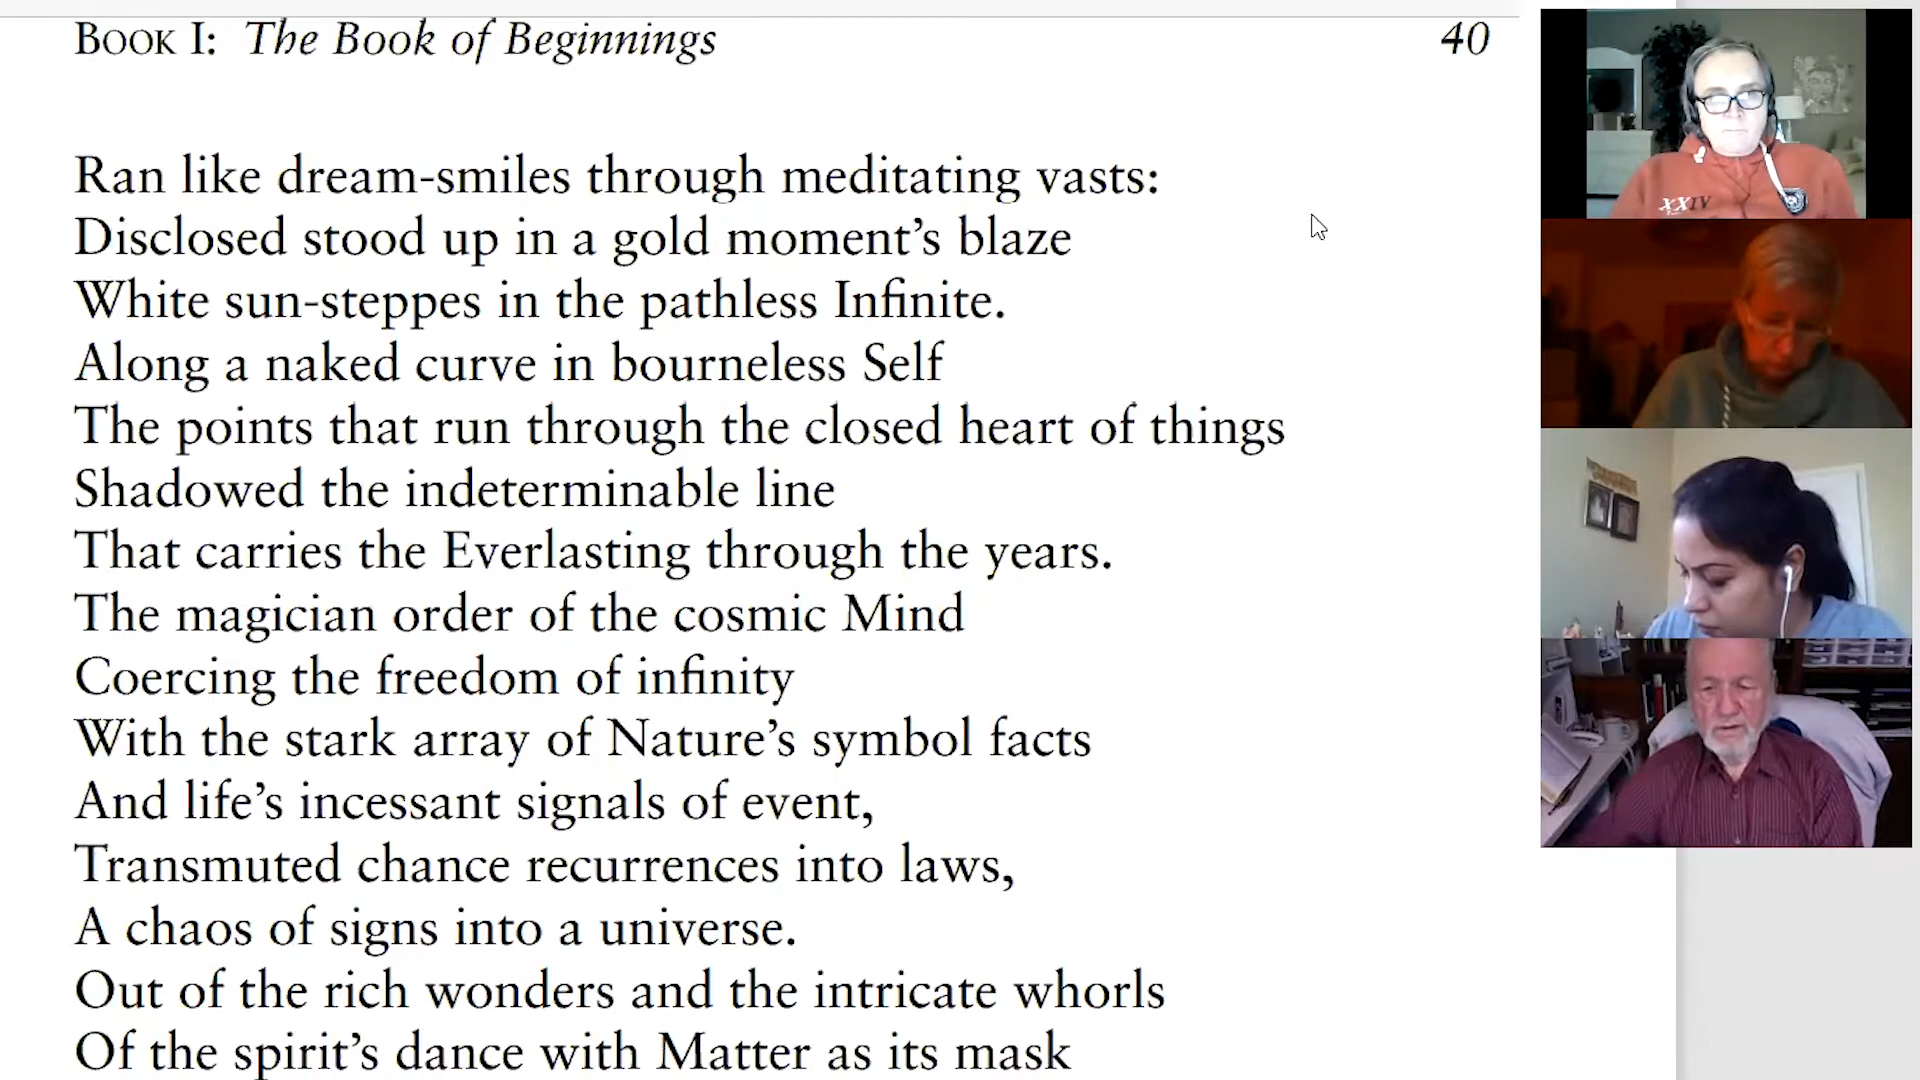 BOOK I: The Book of Beginnings 40
Ran like dream-smiles through meditating vasts:
Disclosed stood up in a gold moment’s blaze
White sun-steppes in the pathless Infinite.
Along a naked curve in bourneless Self
The points that run through the closed heart of things
Shadowed the indeterminable line
That carries the Everlasting through the years.
The magician order of the cosmic Mind
Coercing the freedom of infinity
With the stark array of Nature’s symbol facts
And life’s incessant signals of event,
Transmuted chance recurrences into laws,
A chaos of signs into a universe.
Out of the rich wonders and the intricate whorls
Of the spirit’s dance with Matter as its mask
XXIV